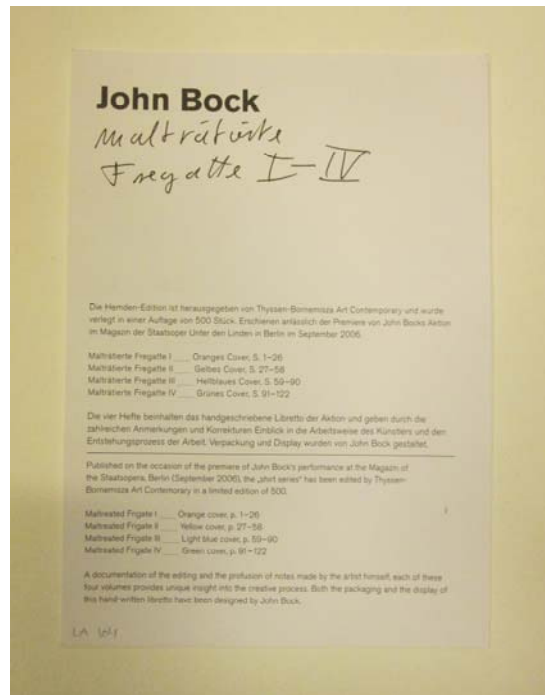 John Bock
Malträtierte
Fregatte I–IV
Die Hemden-Edition ist herausgegeben von Thyssen-Bornemisza Art Contemporary und wurde
verlegt in einer Auflage von 500 Stück. Erschienen anlässlich der Premiere von John Bocks Aktion
im Magazin der Staatsoper Unter den Linden in Berlin im September 2006.
Malträtierte Fregatte I ___ Oranges Cover, S. 1–26
Malträtierte Fregatte II ___ Gelbes Cover, S. 27–58
Malträtierte Fregatte III ___ Hellblaues Cover, S. 59–90
Malträtierte Fregatte IV ___ Grünes Cover, S. 91–122
Die vier Hefte beinhalten das handgeschriebene Libretto der Aktion und geben durch die
zahlreichen Anmerkungen und Korrekturen Einblick in die Arbeitsweise des Künstlers und den
Entstehungsprozess der Arbeit. Verpackung und Display wurden von John Bock gestaltet.
Published on the occasion of the premiere of John Bock's performance at the Magazin of
the Staatsopera, Berlin (September 2006), the „shirt series“ has been edited by Thyssen-
Bornemisza Art Contemorary in a limited edition of 500.
Maltreated Frigate I ___ Orange cover, p. 1–26
Maltreated Frigate II ___ Yellow cover, p. 27–58
Maltreated Frigate III ___ Light blue cover, p. 59–90
Maltreated Frigate IV ___ Green cover, p. 91–122
A documentation of the editing and the profusion of notes made by the artist himself, each of these
four volumes provides unique insight into the creative process. Both the packaging and the display of
this hand-written libretto have been designed by John Bock.
LA